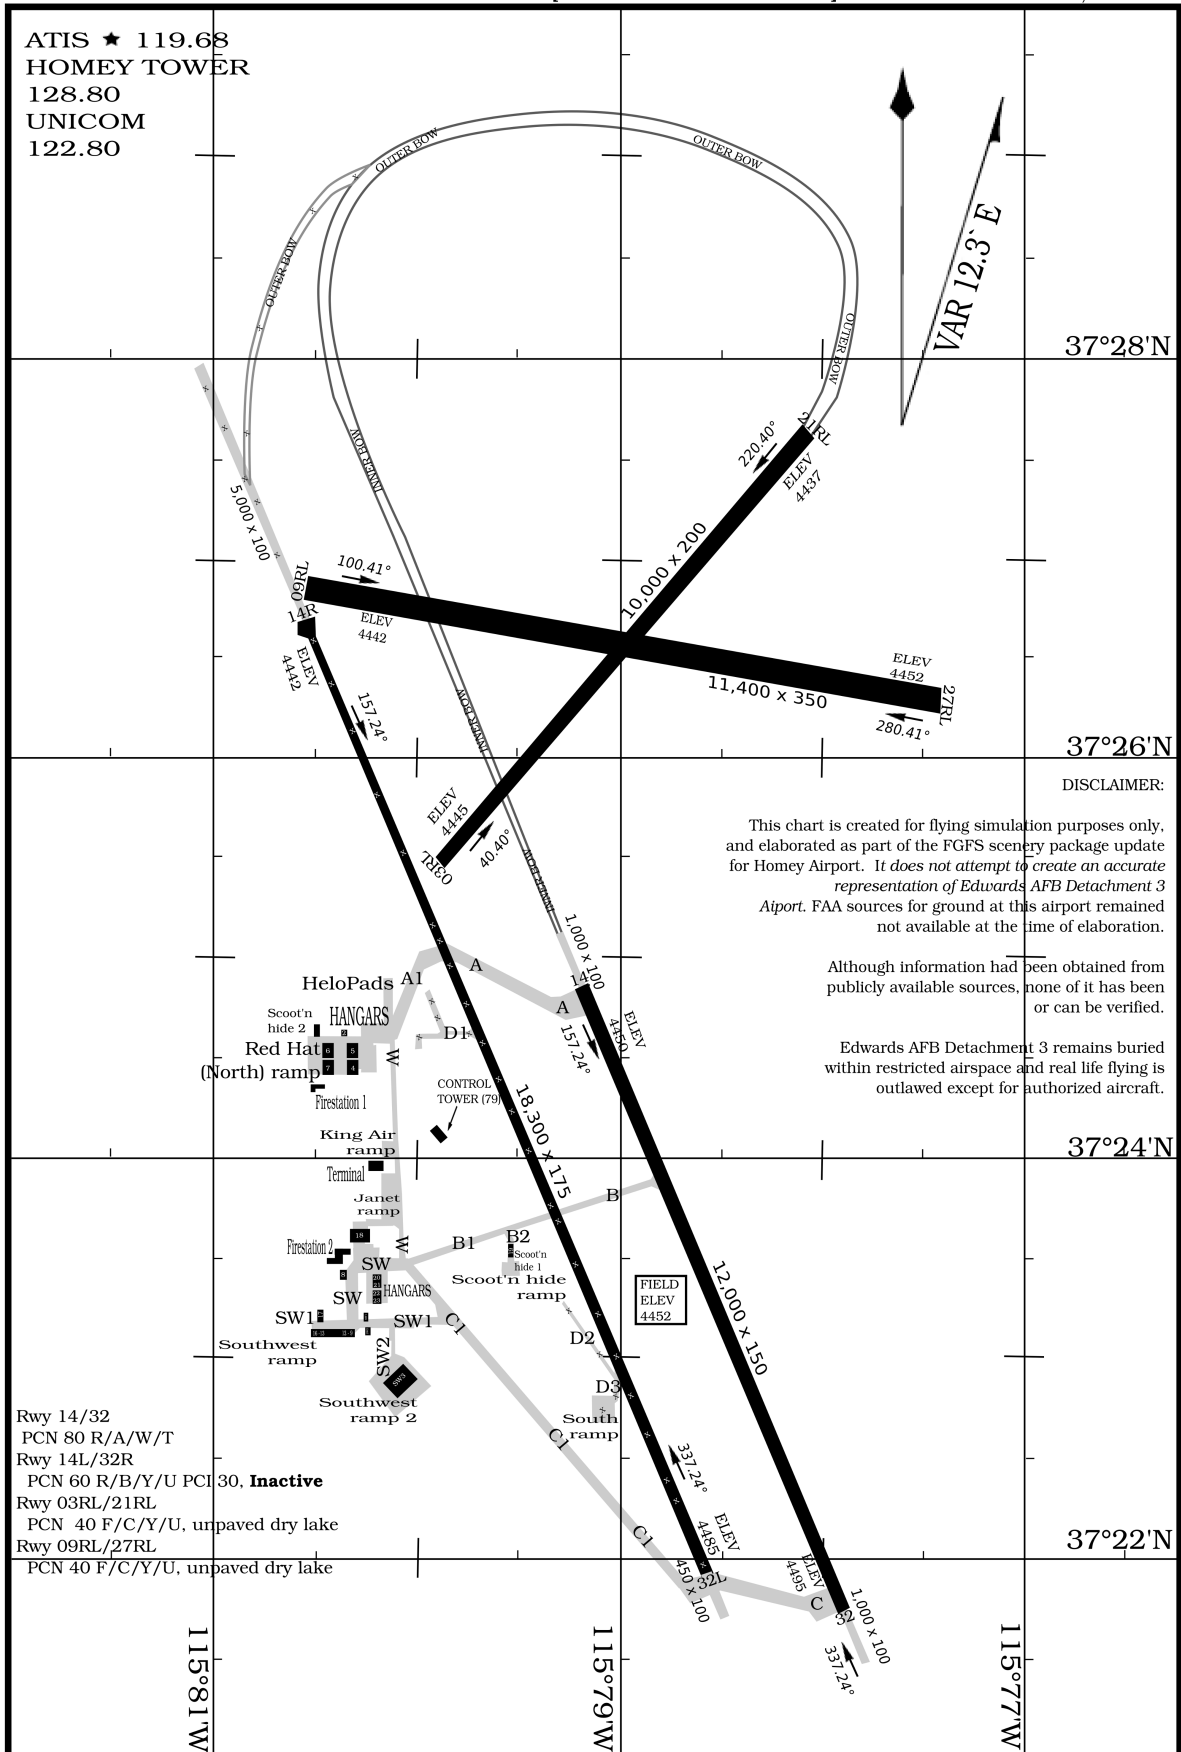 ATIS ★ 119.68
HOMEY TOWER
128.80
UNICOM
122.80
OUTER BOW
OUTER BOW
OUTER BOW
OUTER BOW
VAR 12.3` E
37°28'N
21RL
220.40°
ELEV
4437
INNER BOW
5,000 x 100
10,000 x 200
09RL
100.41°
14R
ELEV
4442
ELEV
4442
157.24°
ELEV
4452
11,400 x 350
27RL
280.41°
INNER BOW
37°26'N
ELEV
4445
03RL
40.40°
INNER BOW
DISCLAIMER:
This chart is created for flying simulation purposes only,
and elaborated as part of the FGFS scenery package update
for Homey Airport. It does not attempt to create an accurate
representation of Edwards AFB Detachment 3
Aiport. FAA sources for ground at this airport remained
not available at the time of elaboration.
Although information had been obtained from
publicly available sources, none of it has been
or can be verified.
Edwards AFB Detachment 3 remains buried
within restricted airspace and real life flying is
outlawed except for authorized aircraft.
1,000 x 100
14
A
A
A1
HeloPads
ELEV
4450
157.24°
Scoot'n
hide 2
HANGARS
D1
W
Red Hat
(North) ramp
6
5
7
4
Firestation 1
CONTROL
TOWER (79)
18,300 x 175
King Air
ramp
37°24'N
Terminal
Janet
ramp
B
B1
B2
W
18
Firestation 2
Scoot'n
hide 1
Scoot'n hide
ramp
SW
8
HANGARS
SW
SW1
SW1
C1
FIELD
ELEV
4452
12,000 x 150
Southwest
ramp
SW2
D2
SW3
D3
Southwest
ramp 2
South
ramp
C1
Rwy 14/32
PCN 80 R/A/W/T
Rwy 14L/32R
PCN 60 R/B/Y/U PCI 30, Inactive
Rwy 03RL/21RL
PCN 40 F/C/Y/U, unpaved dry lake
Rwy 09RL/27RL
PCN 40 F/C/Y/U, unpaved dry lake
337.24°
C1
ELEV
4485
37°22'N
32L
450 x 100
ELEV
4495
C
32
1,000 x 100
337.24°
115°81'W
115°79'W
115°77'W